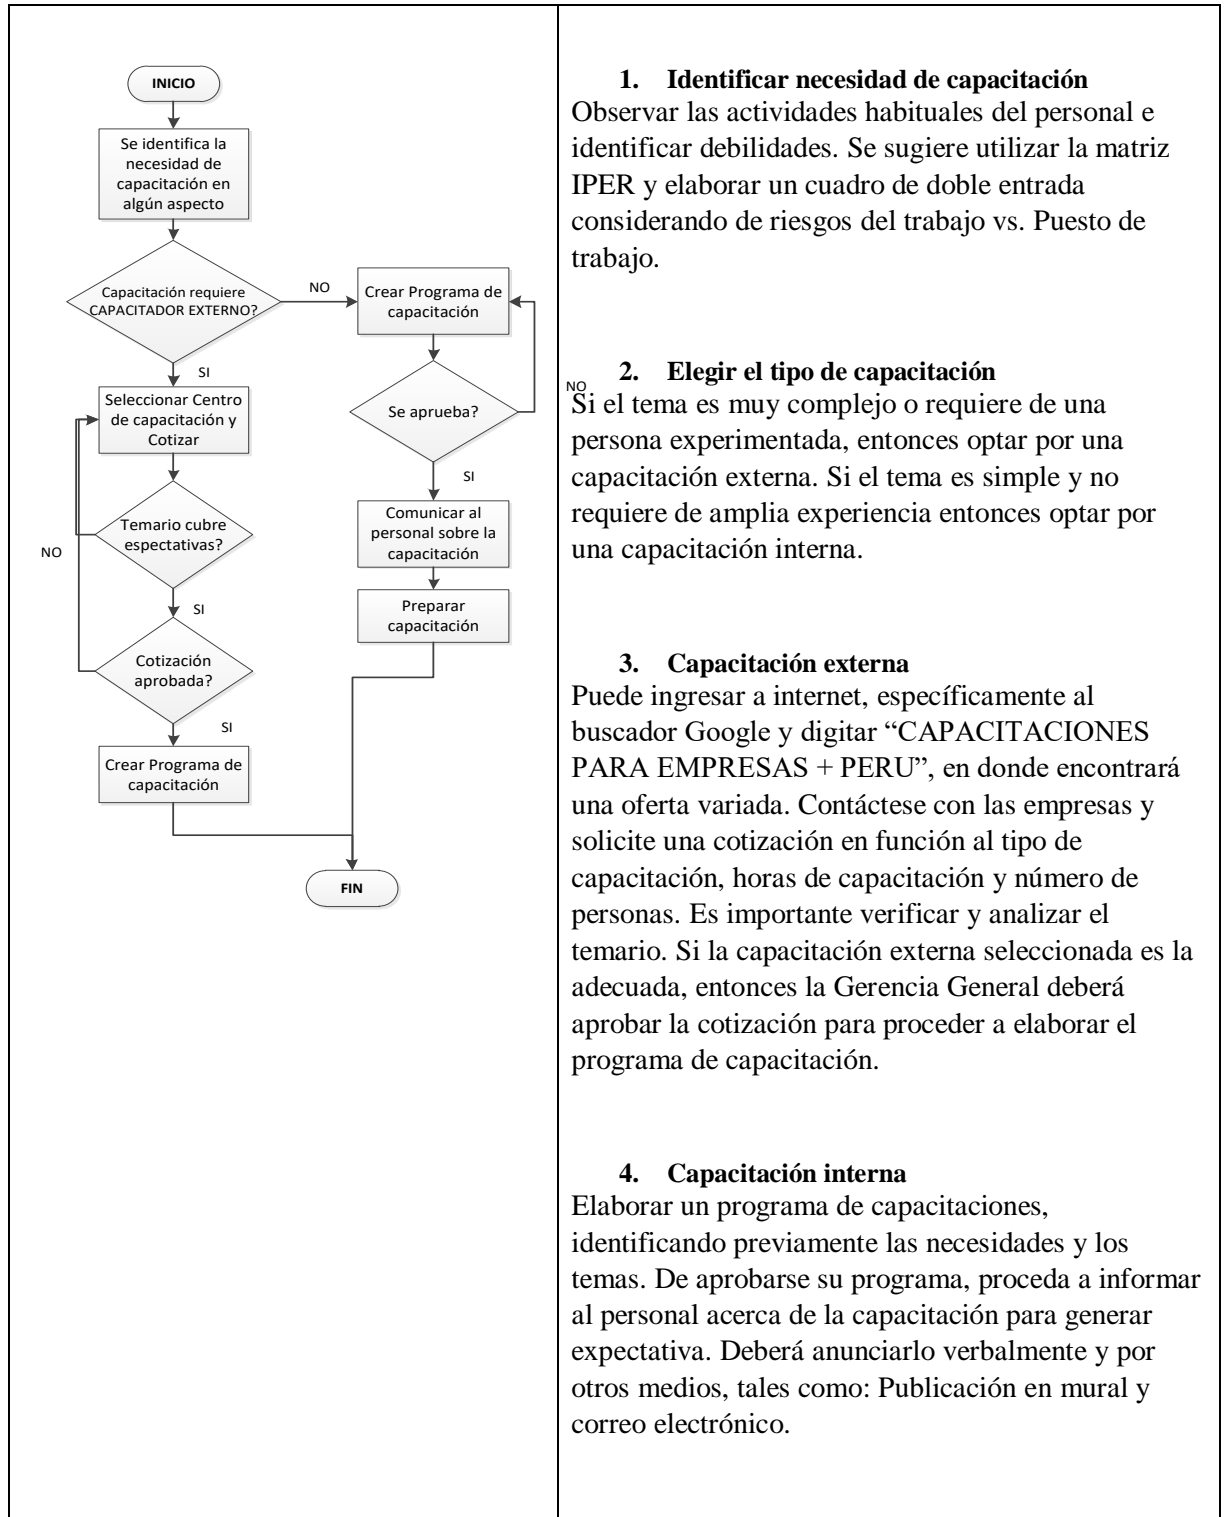 INICIO
Se identifica la
necesidad de
capacitación en
algún aspecto
Capacitación requiere
CAPACITADOR EXTERNO?
NO
SI
Seleccionar Centro
de capacitación y
Cotizar
Temario cubre
espectativas?
NO
SI
Cotización
aprobada?
SI
Crear Programa de
capacitación
Crear Programa de
capacitación
Se aprueba?
NO
SI
Comunicar al
personal sobre la
capacitación
Preparar
capacitación
FIN
1. Identificar necesidad de capacitación
Observar las actividades habituales del personal e
identificar debilidades. Se sugiere utilizar la matriz
IPER y elaborar un cuadro de doble entrada
considerando de riesgos del trabajo vs. Puesto de
trabajo.
2. Elegir el tipo de capacitación
Si el tema es muy complejo o requiere de una
persona experimentada, entonces optar por una
capacitación externa. Si el tema es simple y no
requiere de amplia experiencia entonces optar por
una capacitación interna.
3. Capacitación externa
Puede ingresar a internet, específicamente al
buscador Google y digitar “CAPACITACIONES
PARA EMPRESAS + PERU”, en donde encontrará
una oferta variada. Contáctese con las empresas y
solicite una cotización en función al tipo de
capacitación, horas de capacitación y número de
personas. Es importante verificar y analizar el
temario. Si la capacitación externa seleccionada es la
adecuada, entonces la Gerencia General deberá
aprobar la cotización para proceder a elaborar el
programa de capacitación.
4. Capacitación interna
Elaborar un programa de capacitaciones,
identificando previamente las necesidades y los
temas. De aprobarse su programa, proceda a informar
al personal acerca de la capacitación para generar
expectativa. Deberá anunciarlo verbalmente y por
otros medios, tales como: Publicación en mural y
correo electrónico.